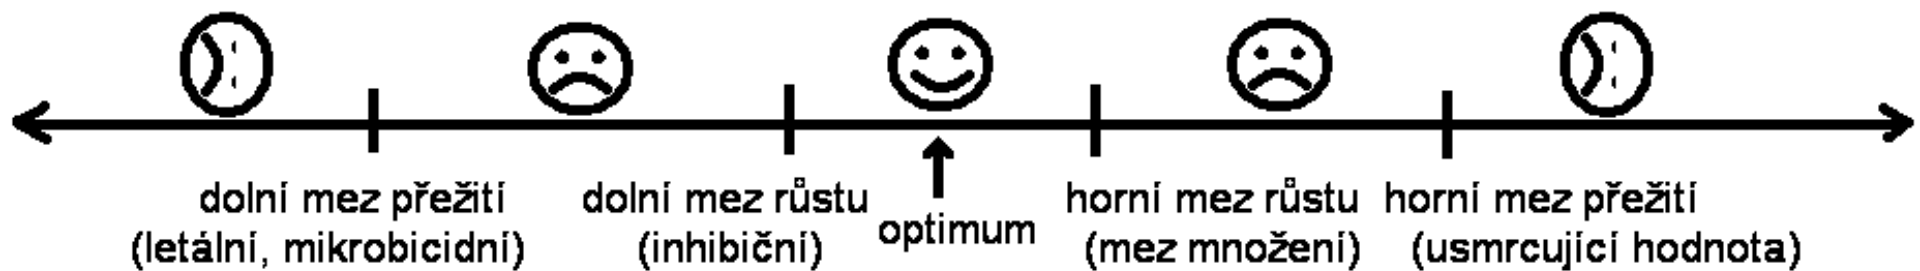 dolní mez přežití
(letální, mikrobicidní)
dolní mez růstu
(inhibiční)
optimum
horní mez růstu
(mez množení)
horní mez přežití
(usmrcující hodnota)